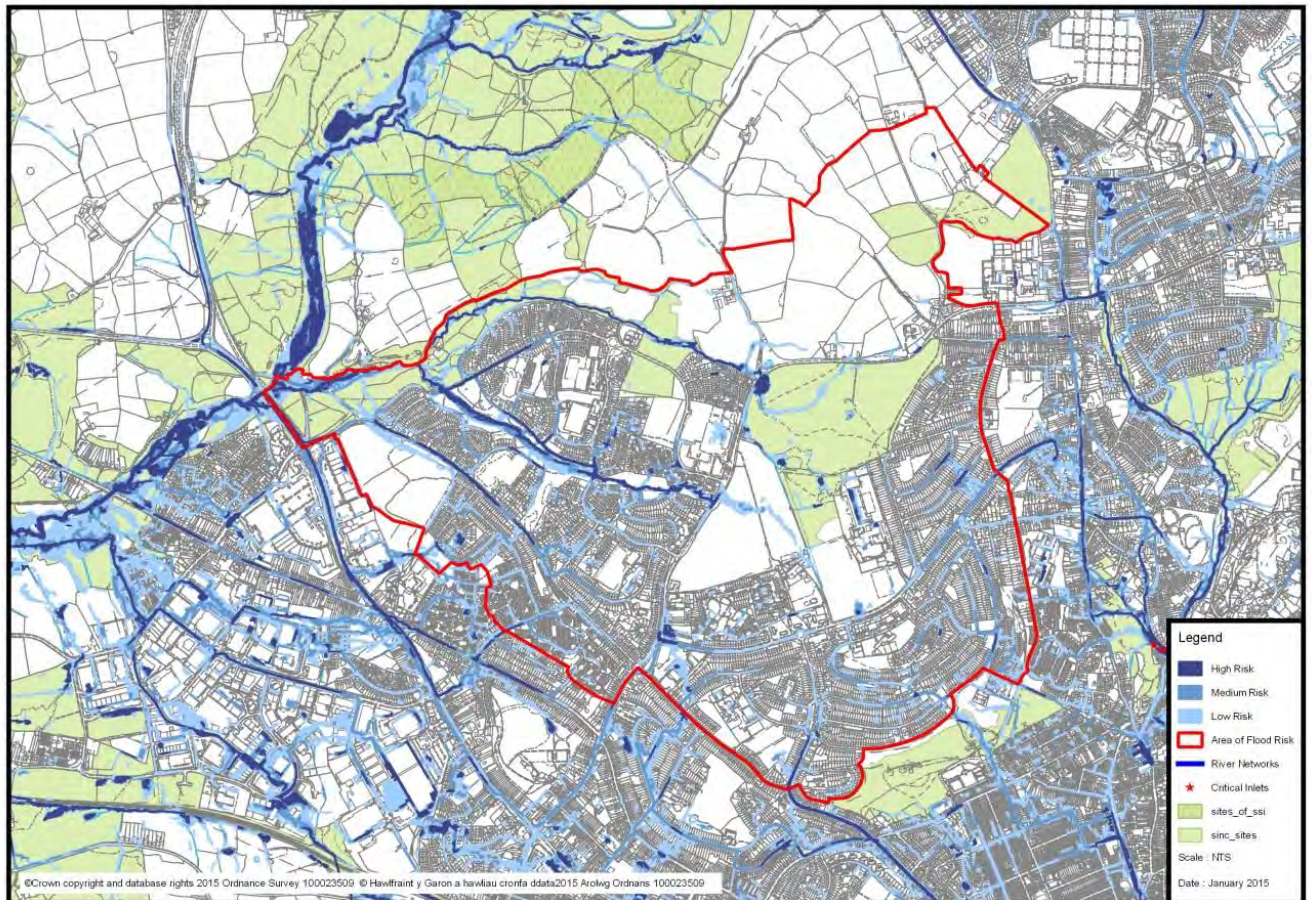 Legend
High Risk
Medium Risk
Low Risk
Area of Flood Risk
River Networks
Critical Inlets
sites_of_ssi
sinc_sites
Scale : NTS
Date : January 2015
©Crown copyright and database rights 2015 Ordnance Survey 100023509 © Hawlfraint y Garon a hawliau cronfa ddata2015 Arolwg Ordnans 100023509